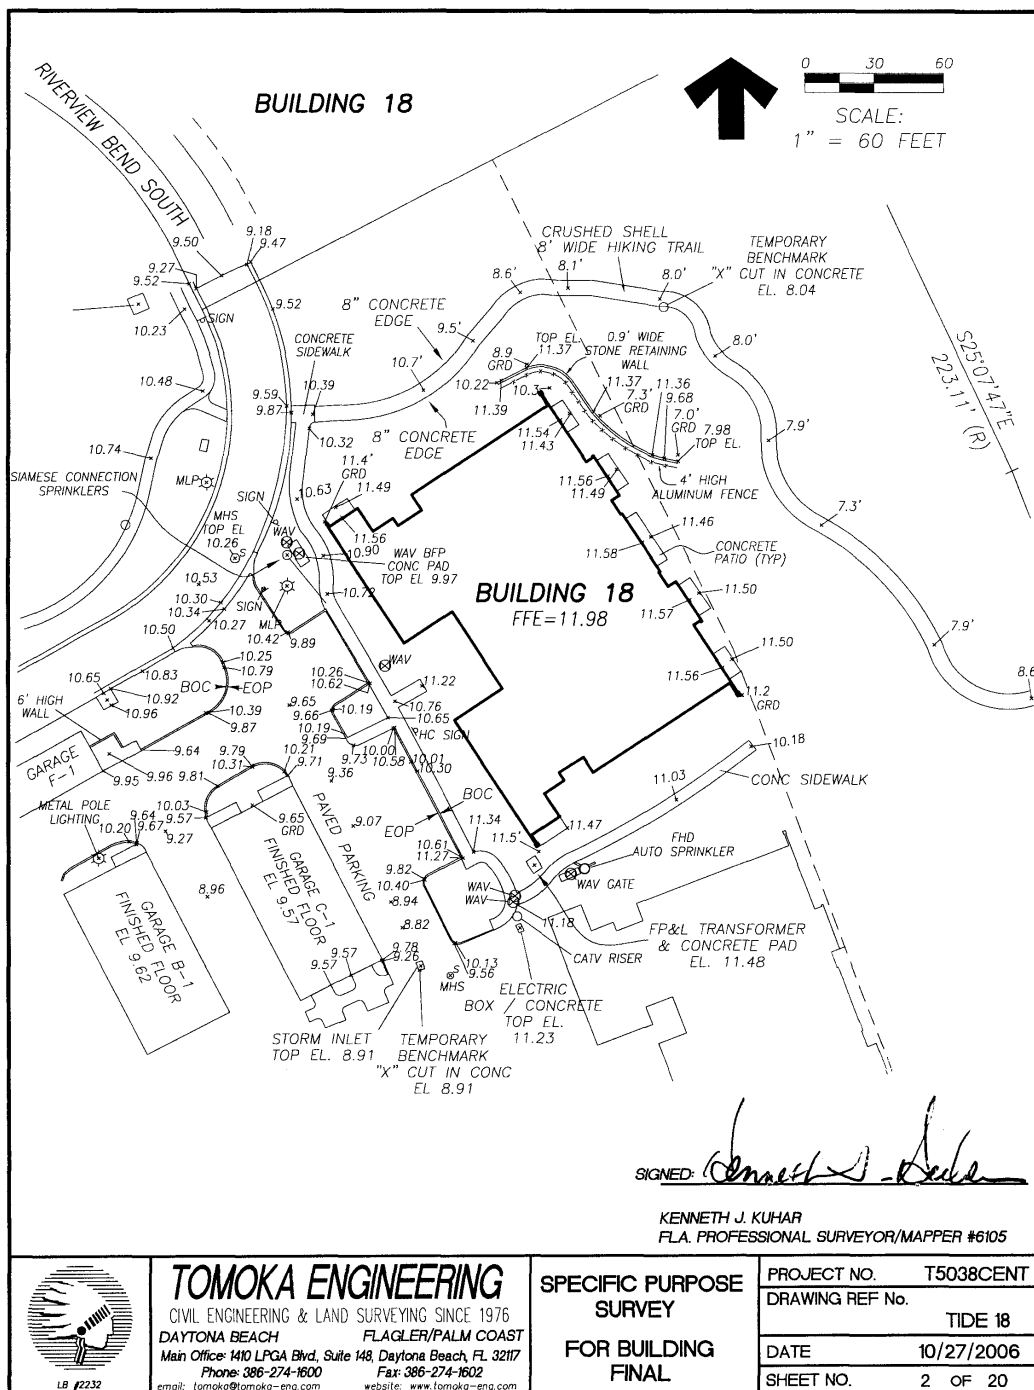 BUILDING 18
0 30 60
SCALE:
1" = 60 FEET
RIVERVIEW BEND SOUTH
CRUSHED SHELL
8' WIDE HIKING TRAIL
TEMPORARY
BENCHMARK
"X" CUT IN CONCRETE
EL. 8.04
9.18
9.47
9.50
9.27
9.52
8.6'
8.1'
8.0'
10.23
SIGN
9.52
8" CONCRETE
EDGE
9.5'
8.0'
S25°07'47"E
223.11' (R)
CONCRETE
SIDEWALK
TOP EL.
11.37
0.9' WIDE
STONE RETAINING
WALL
8.9
GRD
10.7'
10.48
10.22
10.3
11.37
11.36
9.68
7.3'
GRD
7.0'
GRD
9.59
9.87
10.39
11.39
7.98
TOP EL.
7.9'
10.32
8" CONCRETE
EDGE
11.54
11.43
10.74
11.4'
GRD
11.49
4' HIGH
ALUMINUM FENCE
SIAMESE CONNECTION
SPRINKLERS
MLP
SIGN
10.63
11.56
11.49
7.3'
MHS
TOP EL
10.26
S
WAV
11.56
10.90
11.46
WAV BFP
CONC PAD
TOP EL 9.97
11.58
CONCRETE
PATIO (TYP)
10.53
10.72
BUILDING 18
FFE=11.98
11.50
11.57
10.30
10.34
SIGN
10.27
MLP
10.42
9.89
10.50
7.9'
11.50
11.56
10.25
10.79
WAV
10.65
10.83
10.92
10.96
BOC
EOP
10.26
10.62
11.22
11.2
GRD
8.6
6' HIGH
WALL
9.65
9.66
10.19
10.76
10.65
10.39
9.87
10.19
9.69
HC SIGN
10.18
9.64
9.79
10.31
10.21
9.71
9.73
10.00
10.58
10.01
10.30
GARAGE
F-1
9.95
9.96
9.81
9.36
11.03
CONC SIDEWALK
METAL POLE
LIGHTING
10.03
9.57
BOC
9.64
9.67
10.20
9.27
9.65
GRD
PAVED PARKING
9.07
EOP
11.34
11.47
11.5'
FHD
AUTO SPRINKLER
GARAGE C-1
FINISHED FLOOR
EL 9.57
10.61
11.27
9.82
10.40
WAV
WAV
WAV GATE
8.96
8.94
GARAGE B-1
FINISHED FLOOR
EL 9.62
8.82
11.18
FP&L TRANSFORMER
& CONCRETE PAD
EL. 11.48
9.57
9.57
9.78
9.26
10.13
9.56
CATV RISER
S
MHS
ELECTRIC
BOX / CONCRETE
TOP EL.
11.23
STORM INLET
TOP EL. 8.91
TEMPORARY
BENCHMARK
"X" CUT IN CONC
EL 8.91
SIGNED:
KENNETH J. KUHAR
FLA. PROFESSIONAL SURVEYOR/MAPPER #6105
LB #2232
TOMOKA ENGINEERING
CIVIL ENGINEERING & LAND SURVEYING SINCE 1976
DAYTONA BEACH FLAGLER/PALM COAST
Main Office: 1410 LPGA Blvd., Suite 148, Daytona Beach, FL 32117
Phone: 386-274-1600 Fax: 386-274-1602
email: tomoka@tomoka-eng.com website: www.tomoka-eng.com
SPECIFIC PURPOSE
SURVEY
FOR BUILDING
FINAL
PROJECT NO. T5038CENT
DRAWING REF No.
TIDE 18
DATE 10/27/2006
SHEET NO. 2 OF 20